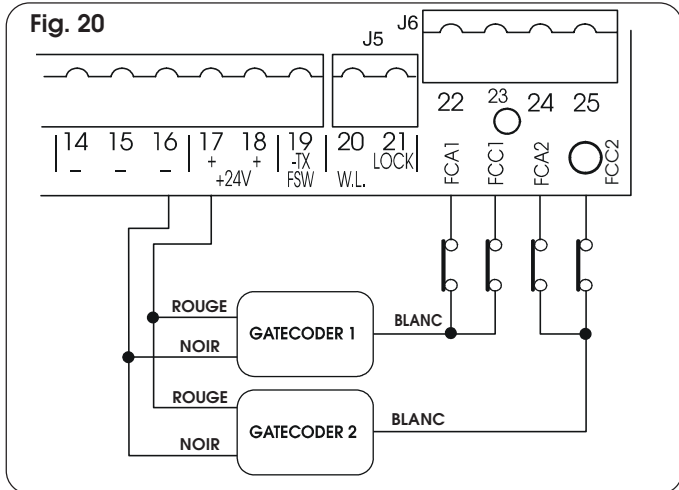 Fig. 20
J5
J6
14 15 16 17 18 19 20 21
22 23 24 25
– – – + + -TX LOCK
+24V FSW W.L.
FCA1 FCC1 FCA2 FCC2
ROUGE
GATECODER 1
BLANC
NOIR
ROUGE
GATECODER 2
BLANC
NOIR